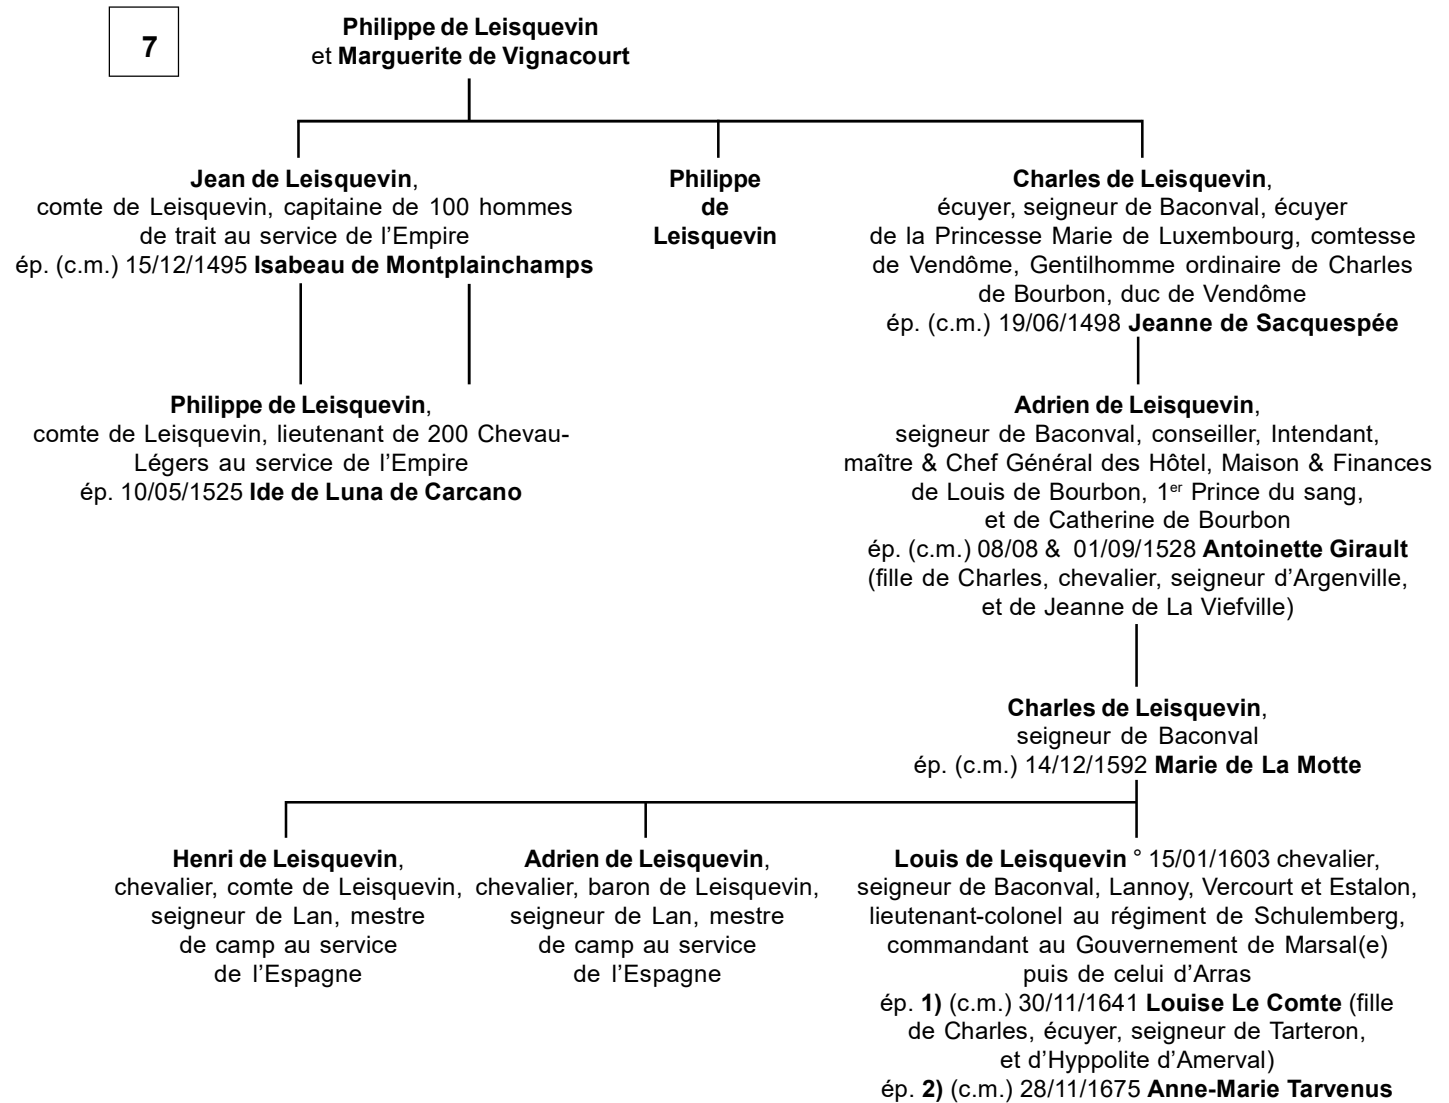 7
Philippe de Leisquevin
et Marguerite de Vignacourt
Jean de Leisquevin,
comte de Leisquevin, capitaine de 100 hommes
de trait au service de l'Empire
ép. (c.m.) 15/12/1495 Isabeau de Montplainchamps
Philippe
de
Leisquevin
Charles de Leisquevin,
écuyer, seigneur de Baconval, écuyer
de la Princesse Marie de Luxembourg, comtesse
de Vendôme, Gentilhomme ordinaire de Charles
de Bourbon, duc de Vendôme
ép. (c.m.) 19/06/1498 Jeanne de Sacquespée
Philippe de Leisquevin,
comte de Leisquevin, lieutenant de 200 Chevau-
Légers au service de l'Empire
ép. 10/05/1525 Ide de Luna de Carcano
Adrien de Leisquevin,
seigneur de Baconval, conseiller, Intendant,
maître & Chef Général des Hôtel, Maison & Finances
de Louis de Bourbon, 1er Prince du sang,
et de Catherine de Bourbon
ép. (c.m.) 08/08 & 01/09/1528 Antoinette Girault
(fille de Charles, chevalier, seigneur d'Argenville,
et de Jeanne de La Viefville)
Charles de Leisquevin,
seigneur de Baconval
ép. (c.m.) 14/12/1592 Marie de La Motte
Henri de Leisquevin,
chevalier, comte de Leisquevin,
seigneur de Lan, mestre
de camp au service
de l'Espagne
Adrien de Leisquevin,
chevalier, baron de Leisquevin,
seigneur de Lan, mestre
de camp au service
de l'Espagne
Louis de Leisquevin ° 15/01/1603 chevalier,
seigneur de Baconval, Lannoy, Vercourt et Estalon,
lieutenant-colonel au régiment de Schulemberg,
commandant au Gouvernement de Marsal(e)
puis de celui d'Arras
ép. 1) (c.m.) 30/11/1641 Louise Le Comte (fille
de Charles, écuyer, seigneur de Tarteron,
et d'Hyppolite d'Amerval)
ép. 2) (c.m.) 28/11/1675 Anne-Marie Tarvenus